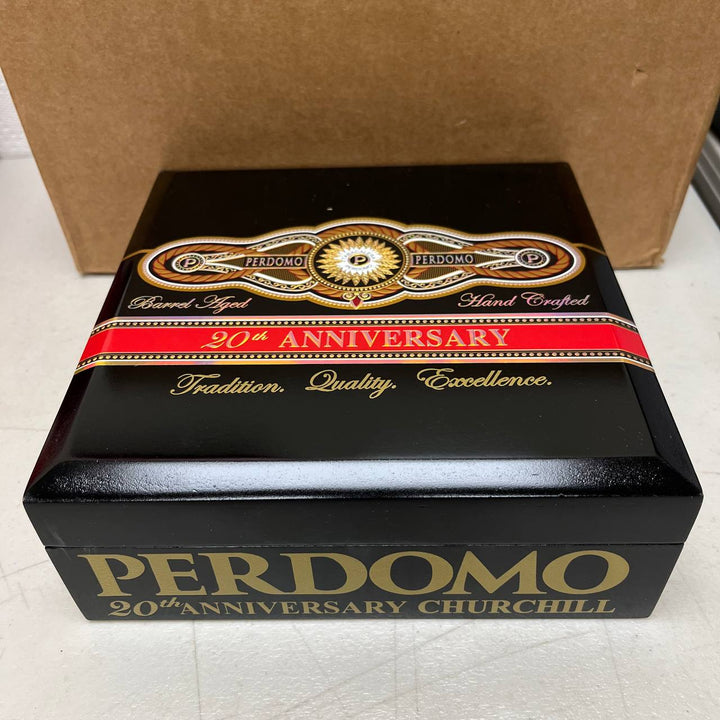 P PERDOMO P PERDOMO P
Barrel Aged Hand Crafted
20th ANNIVERSARY
Tradition. Quality. Excellence.
PERDOMO
20th ANNIVERSARY CHURCHILL